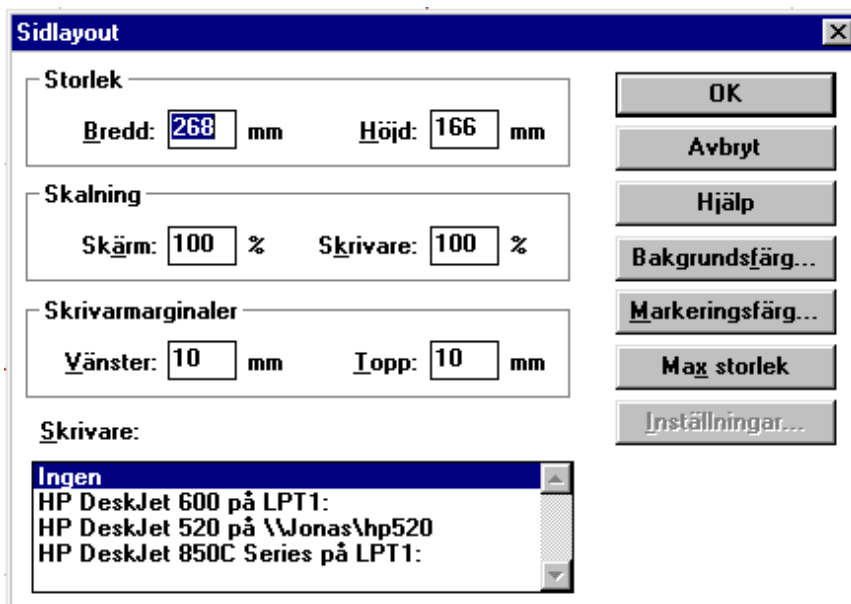 Sidlayout
Storlek
Bredd: 268 mm Höjd: 166 mm
Skalning
Skärm: 100 % Skrivare: 100 %
Skrivarmarginaler
Vänster: 10 mm Topp: 10 mm
Skrivare:
Ingen
HP DeskJet 600 på LPT1:
HP DeskJet 520 på \\Jonas\hp520
HP DeskJet 850C Series på LPT1:
OK
Avbryt
Hjälp
Bakgrundsfärg...
Markeringsfärg...
Max storlek
Inställningar...